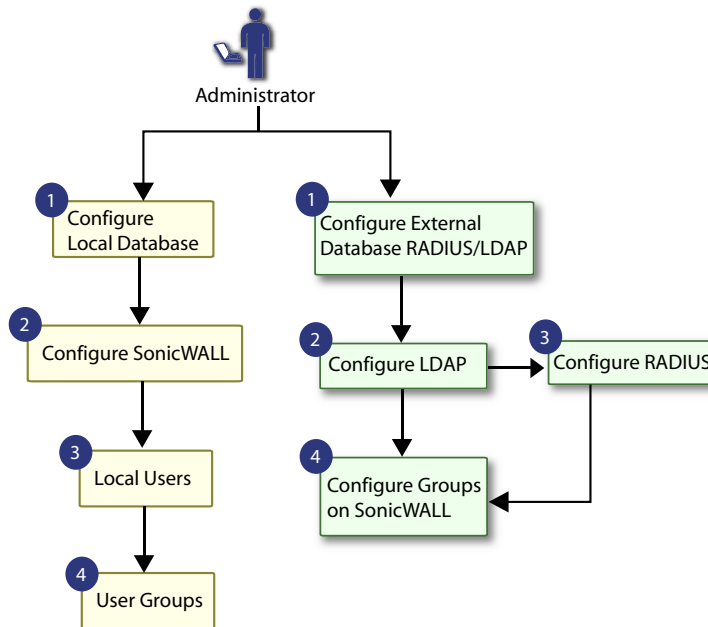 Administrator
1
Configure
Local Database
2
Configure SonicWALL
3
Local Users
4
User Groups
1
Configure External
Database RADIUS/LDAP
2
Configure LDAP
3
Configure RADIUS
4
Configure Groups
on SonicWALL